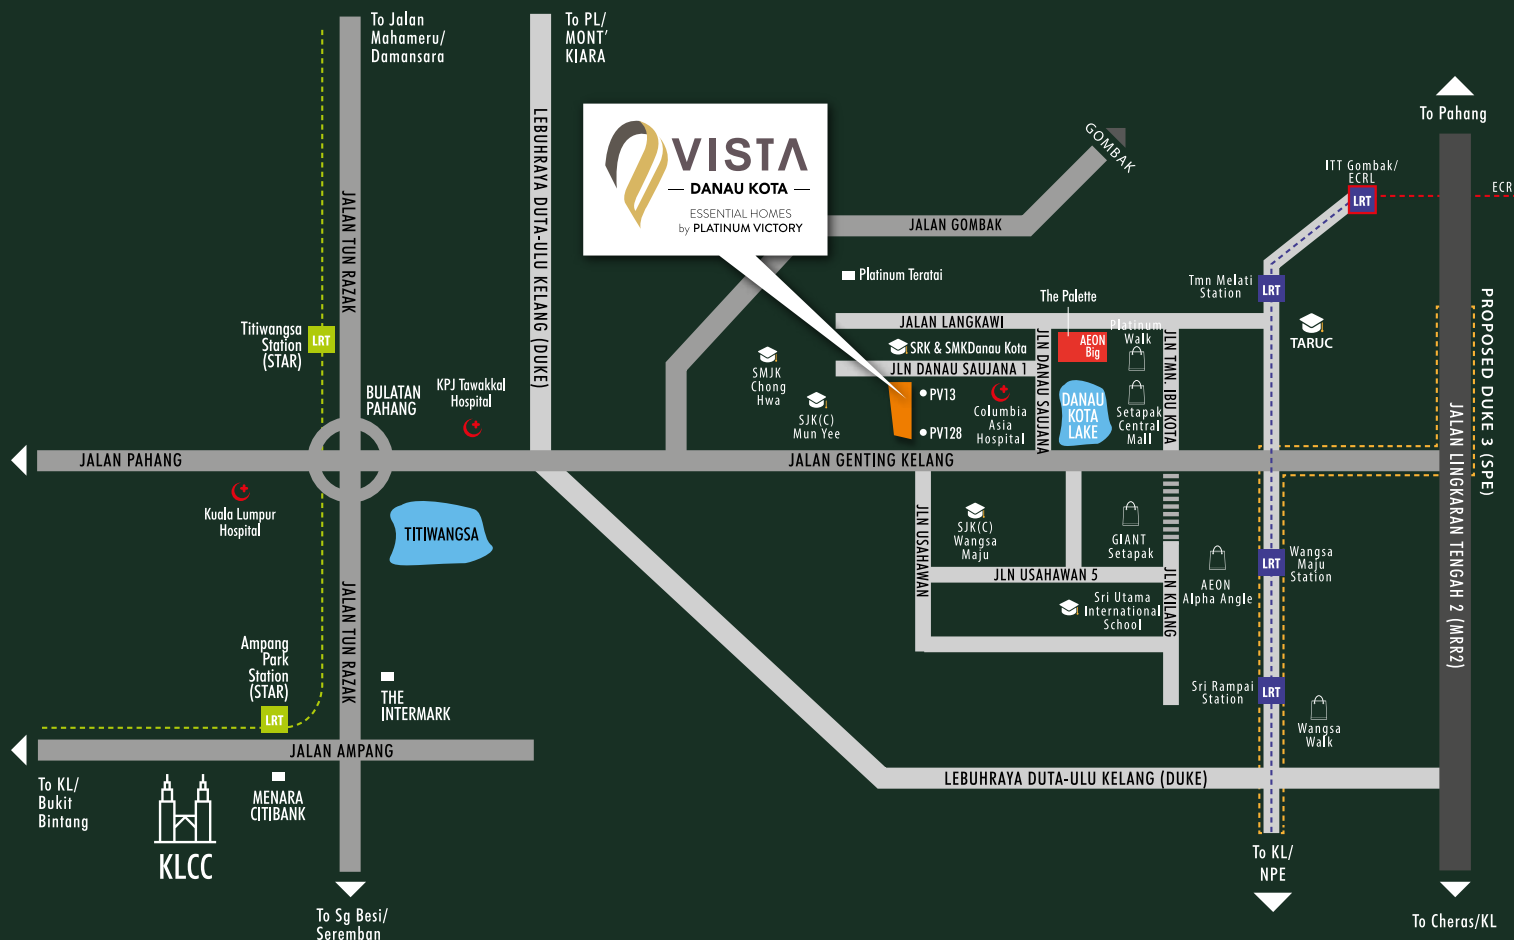 To Jalan
Mahameru/
Damansara
To PL/
MONT'
KIARA
VISTA
DANAU KOTA
ESSENTIAL HOMES
by PLATINUM VICTORY
LEBUHRAYA DUTA-ULU KELANG (DUKE)
JALAN TUN RAZAK
GOMBAK
JALAN GOMBAK
To Pahang
ITT Gombak/
ECRL
LRT
ECR
Platinum Teratai
Tmn Melati
Station
LRT
The Palette
JALAN LANGKAWI
Platinum
Walk
AEON
Big
TARUC
PROPOSED DUKE 3 (SPE)
Titiwangsa
Station
(STAR)
LRT
SRK & SMKDanau Kota
JLN DANAU SAUJANA 1
JLN DANAU SAUJANA
JLN TMN. IBU KOTA
SMJK
Chong
Hwa
SJK(C)
Mun Yee
PV13
PV128
Columbia
Asia
Hospital
DANAU
KOTA
LAKE
Setapak
Central
Mall
BULATAN
PAHANG
KPJ Tawakkal
Hospital
JALAN PAHANG
JALAN GENTING KELANG
JALAN LINGKARAN TENGAH 2 (MRR2)
Kuala Lumpur
Hospital
TITIWANGSA
JLN USAHAWAN
SJK(C)
Wangsa
Maju
GIANT
Setapak
Wangsa
Maju
Station
LRT
JLN USAHAWAN 5
JLN KILANG
AEON
Alpha Angle
Sri Utama
International
School
JALAN TUN RAZAK
Ampang
Park
Station
(STAR)
LRT
THE
INTERMARK
Sri Rampai
Station
LRT
Wangsa
Walk
JALAN AMPANG
LEBUHRAYA DUTA-ULU KELANG (DUKE)
To KL/
Bukit
Bintang
KLCC
MENARA
CITIBANK
To KL/
NPE
To Sg Besi/
Seremban
To Cheras/KL